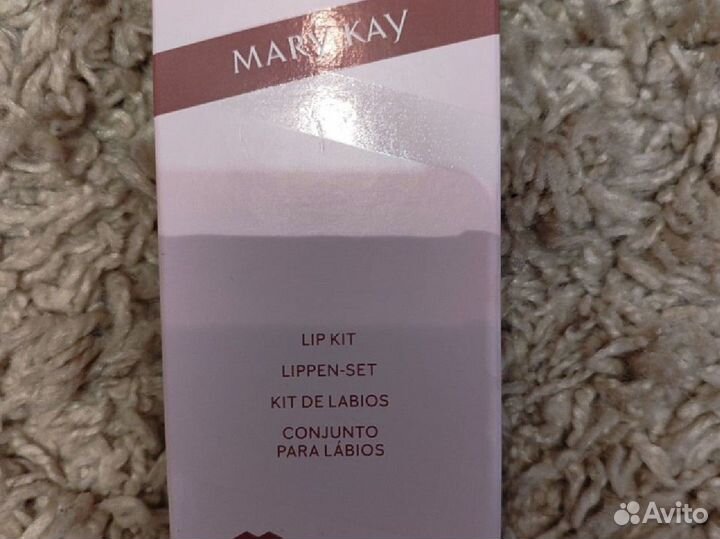 MARY KAY
LIP KIT
LIPPEN-SET
KIT DE LABIOS
CONJUNTO
PARA LÁBIOS
Avito